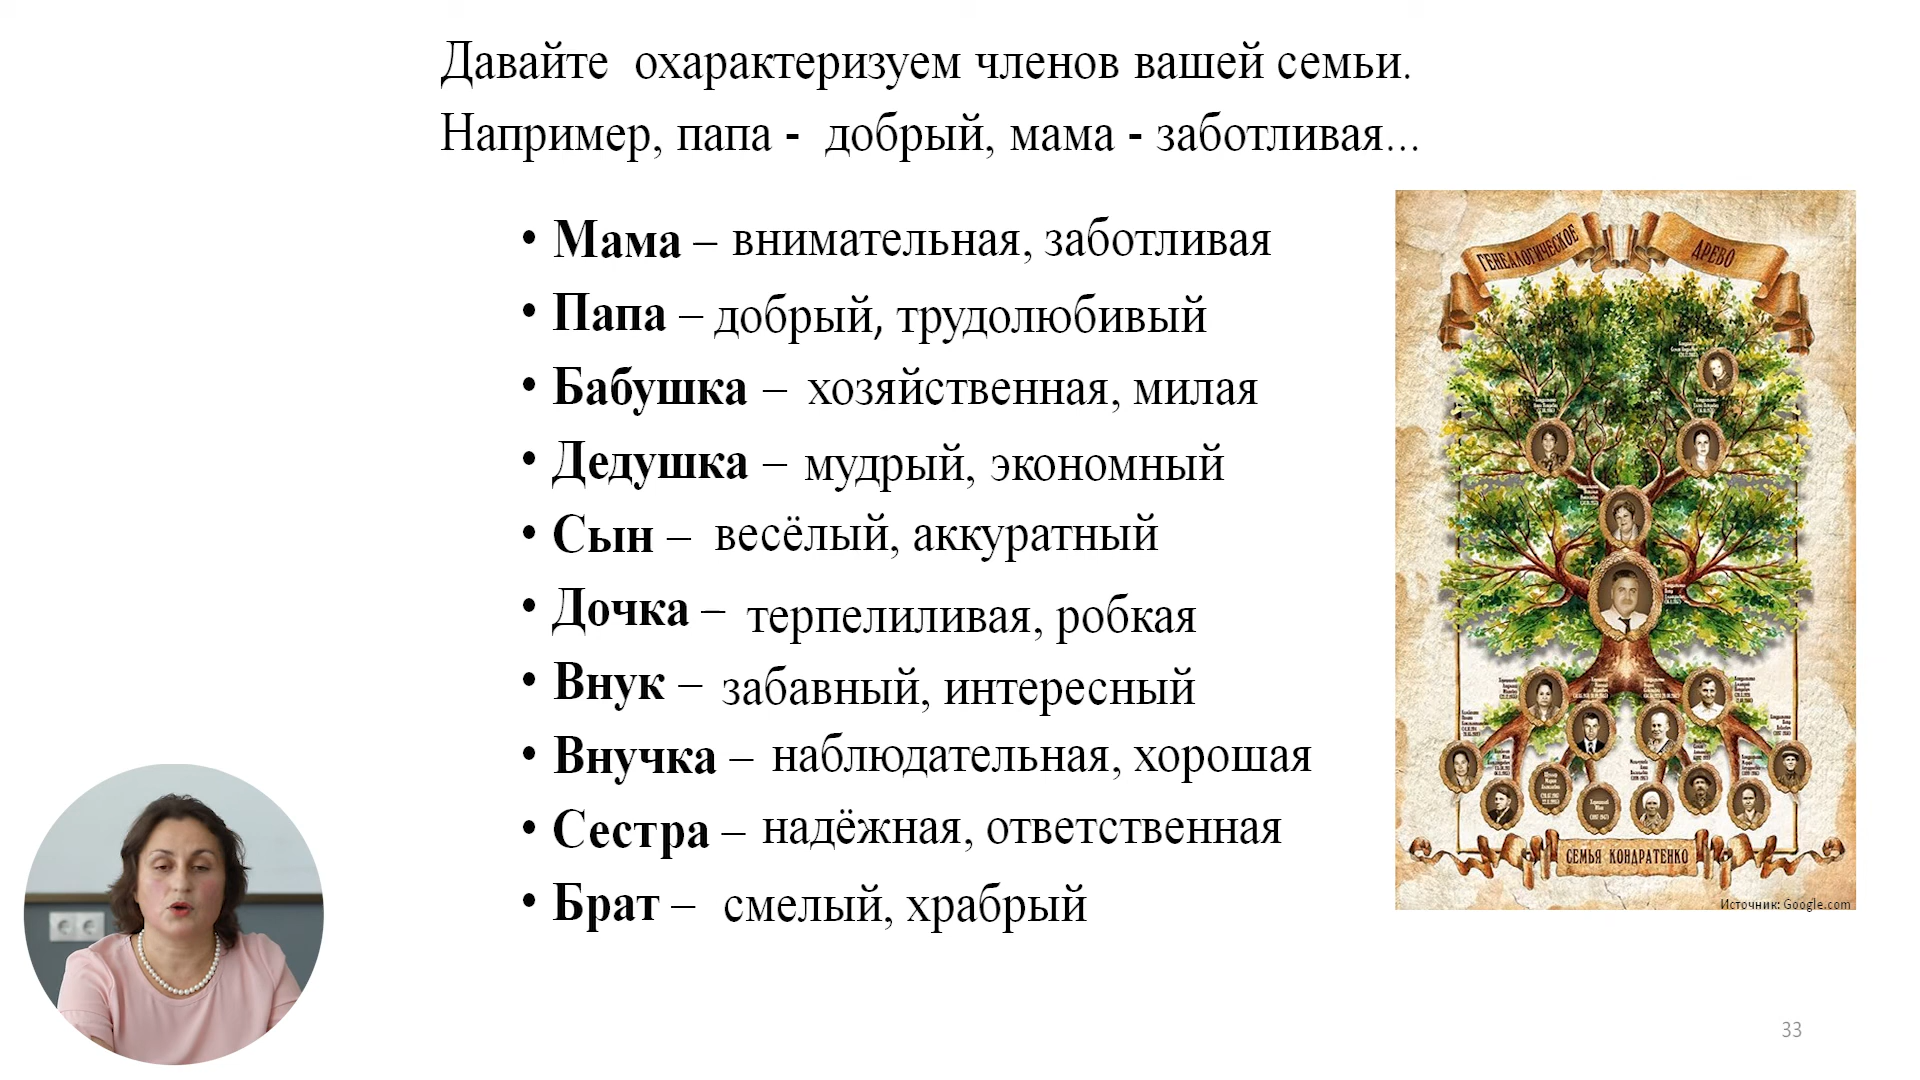 Давайте охарактеризуем членов вашей семьи.
Например, папа - добрый, мама - заботливая...
• Мама – внимательная, заботливая
• Папа – добрый, трудолюбивый
• Бабушка – хозяйственная, милая
• Дедушка – мудрый, экономный
• Сын – весёлый, аккуратный
• Дочка – терпелиливая, робкая
• Внук – забавный, интересный
• Внучка – наблюдательная, хорошая
• Сестра – надёжная, ответственная
• Брат – смелый, храбрый
ГЕНЕАЛОГИЧЕСКОЕ ДРЕВО
СЕМЬЯ КОНДРАТЕНКО
Источник: Google.com
33